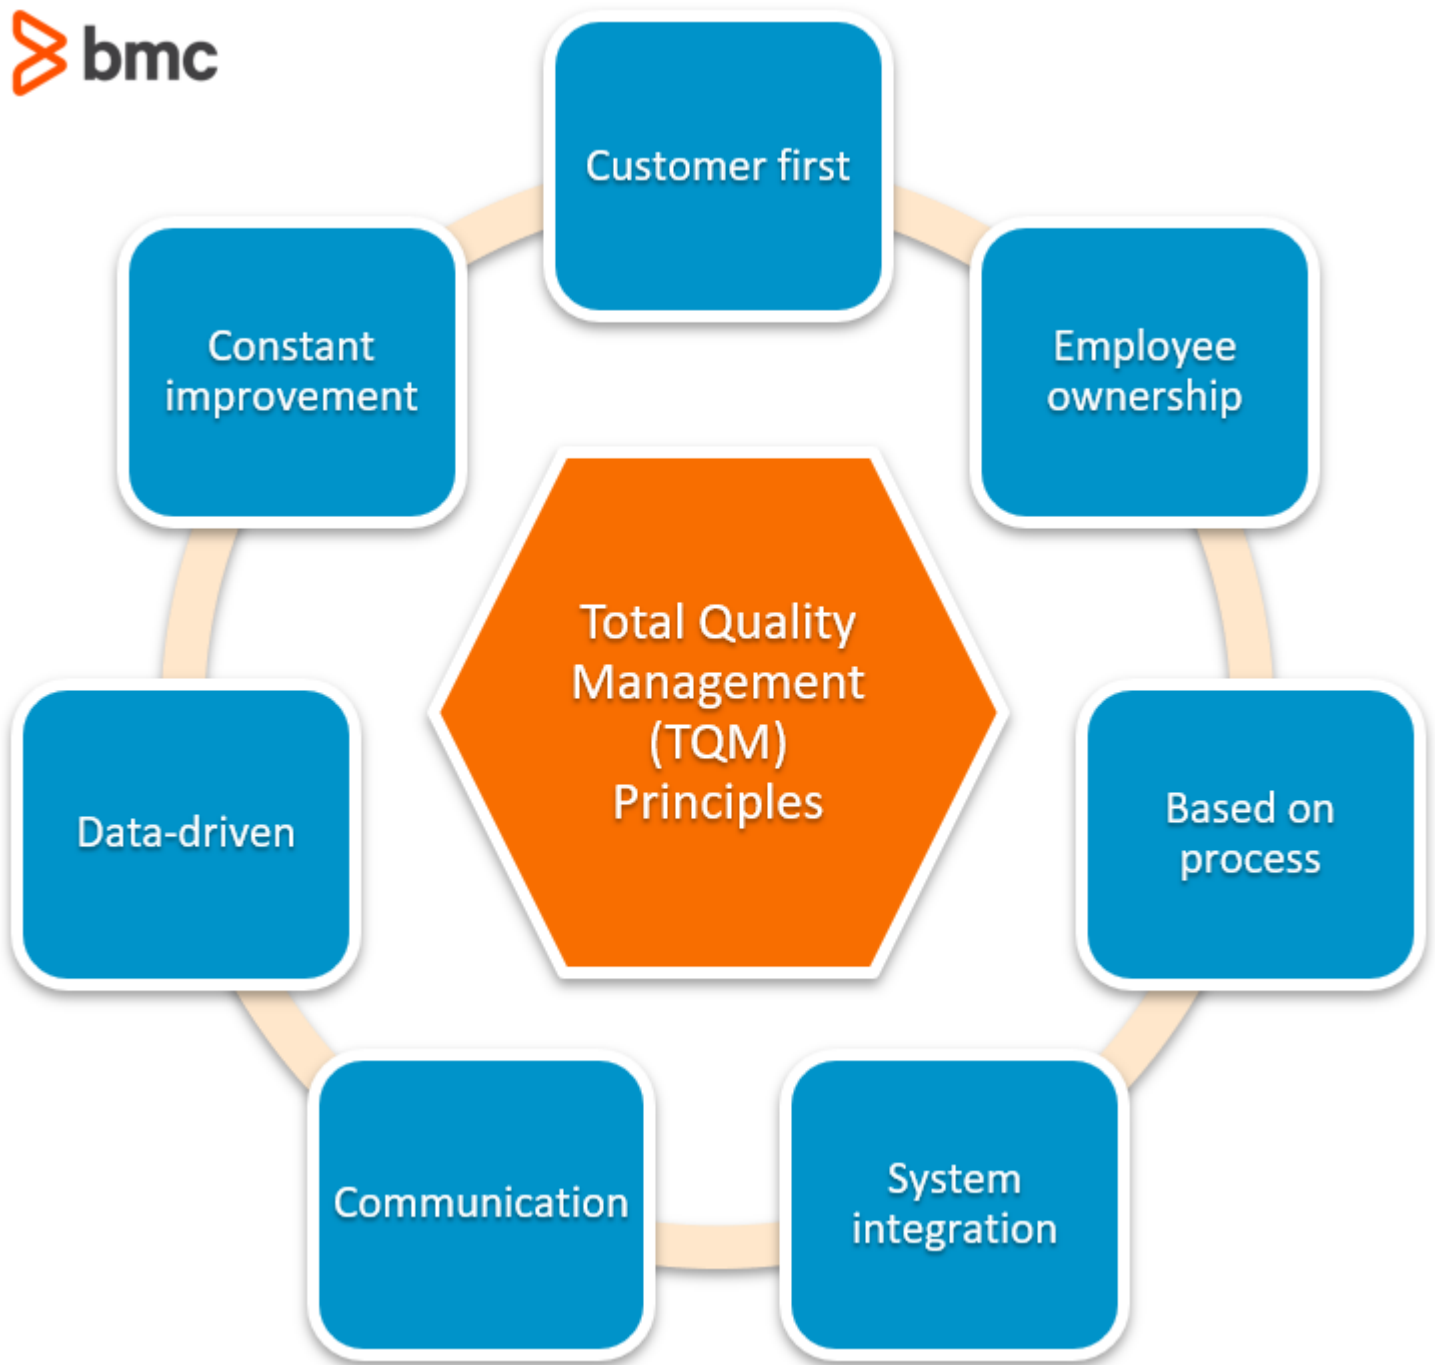 bmc
Customer first
Employee
ownership
Based on
process
System
integration
Communication
Data-driven
Constant
improvement
Total Quality
Management
(TQM)
Principles